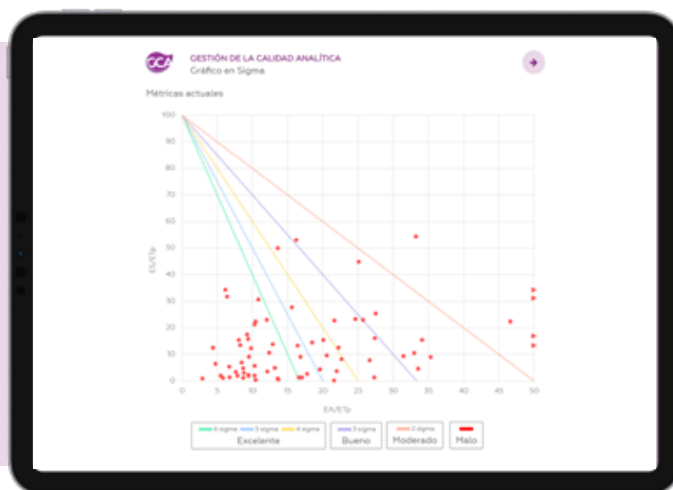 GCA
GESTIÓN DE LA CALIDAD ANALÍTICA
Gráfico en Sigma
Métricas actuales
100
90
80
70
60
50
40
30
20
10
0
ES/ETp
0 5 10 15 20 25 30 35 40 45 50
EA/ETp
6 sigma 5 sigma 4 sigma 3 sigma 2 sigma
Excelente Bueno Moderado Malo